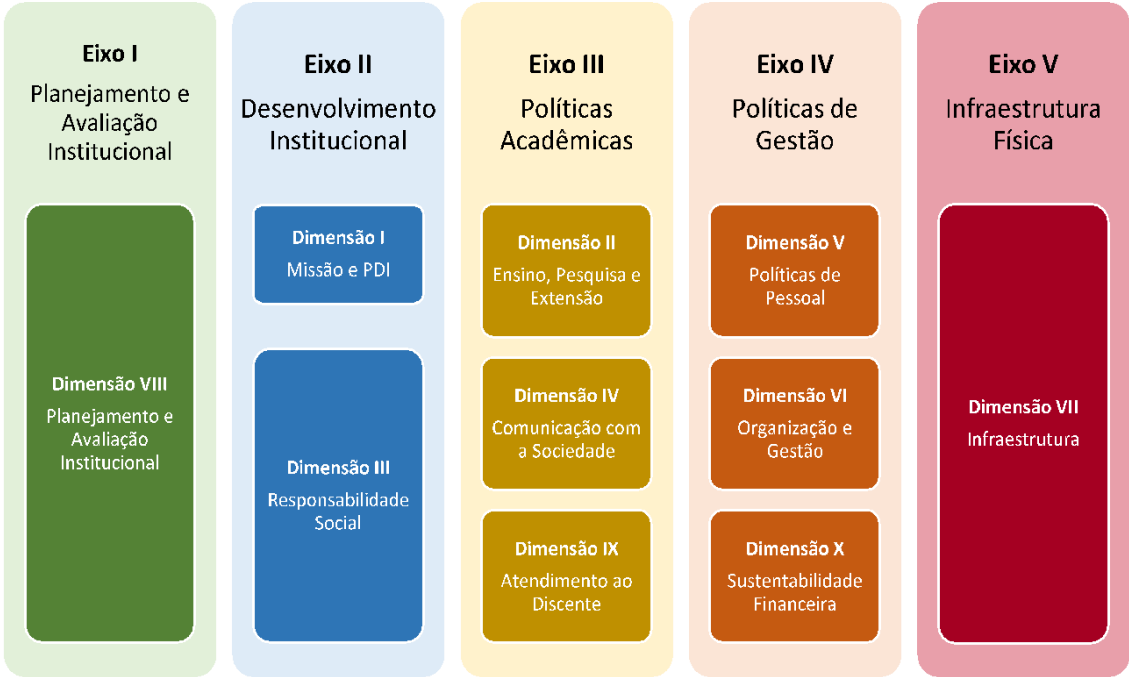 Eixo I
Planejamento e
Avaliação
Institucional
Dimensão VIII
Planejamento e
Avaliação
Institucional
Eixo II
Desenvolvimento
Institucional
Dimensão I
Missão e PDI
Dimensão III
Responsabilidade
Social
Eixo III
Políticas
Acadêmicas
Dimensão II
Ensino, Pesquisa e
Extensão
Dimensão IV
Comunicação com
a Sociedade
Dimensão IX
Atendimento ao
Discente
Eixo IV
Políticas de
Gestão
Dimensão V
Políticas de
Pessoal
Dimensão VI
Organização e
Gestão
Dimensão X
Sustentabilidade
Financeira
Eixo V
Infraestrutura
Física
Dimensão VII
Infraestrutura